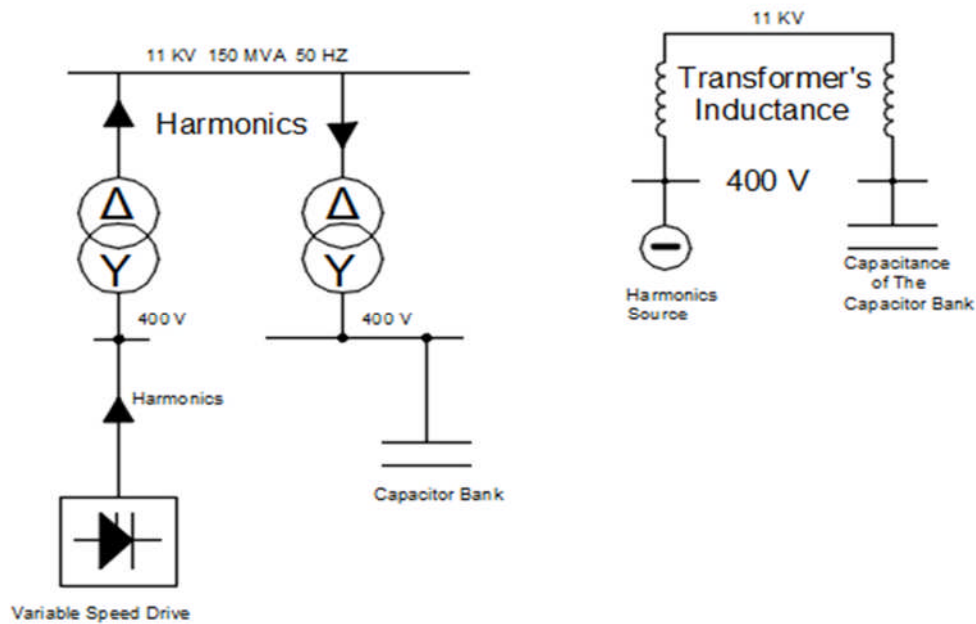 11 KV 150 MVA 50 HZ
Harmonics
Δ
Y
Δ
Y
400 V
400 V
Harmonics
Capacitor Bank
Variable Speed Drive
11 KV
Transformer's
Inductance
400 V
Harmonics
Source
Capacitance
of The
Capacitor Bank